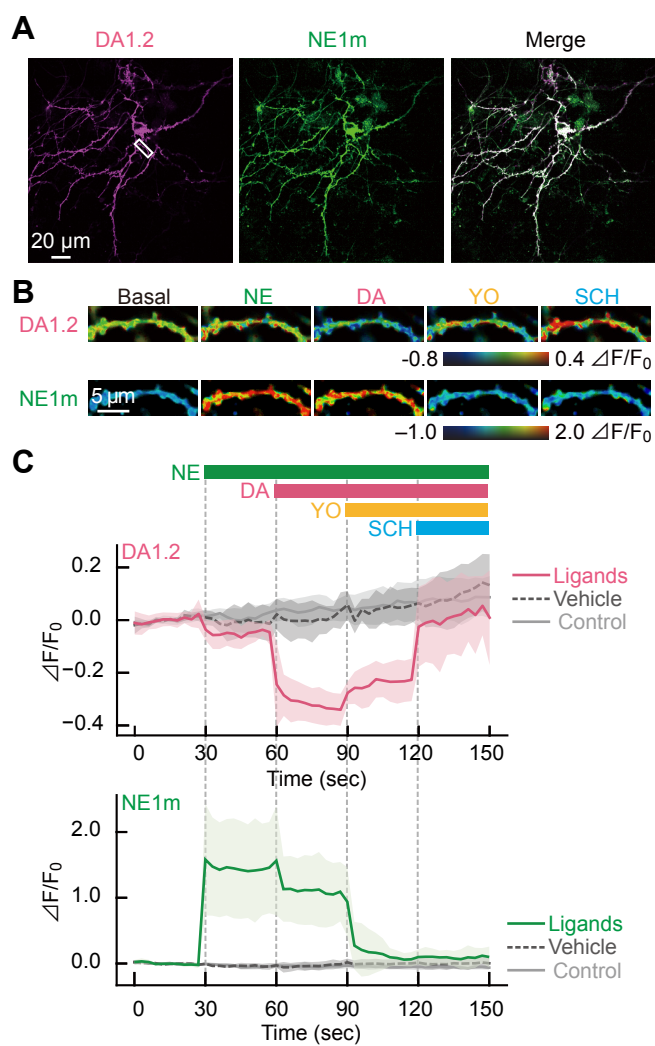 A
DA1.2 NE1m Merge
20 µm
B
Basal NE DA YO SCH
DA1.2
-0.8 0.4 ⊿F/F0
NE1m
5 µm
–1.0 2.0 ⊿F/F0
C
NE
DA
YO
SCH
DA1.2
0.2
0.0
−0.2
−0.4
⊿F/F0
Ligands
Vehicle
Control
0 30 60 90 120 150
Time (sec)
NE1m
2.0
1.0
0.0
⊿F/F0
Ligands
Vehicle
Control
0 30 60 90 120 150
Time (sec)